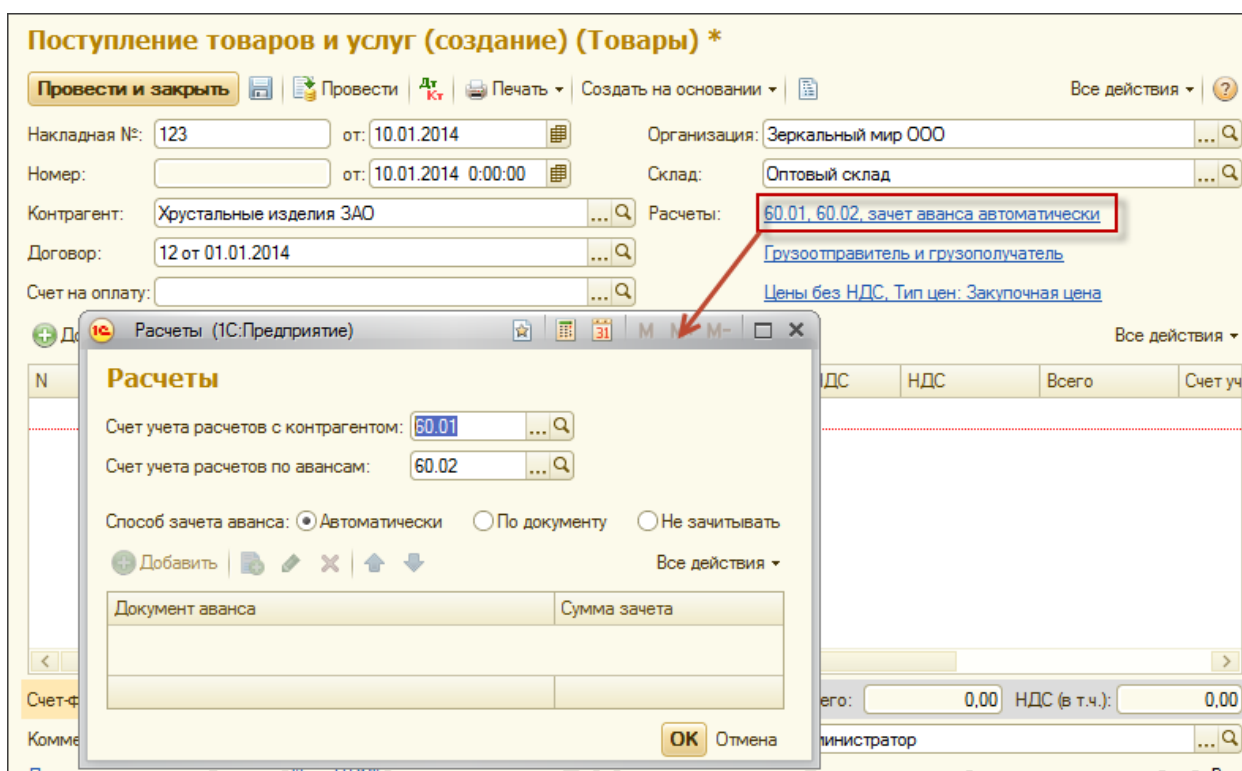 Поступление товаров и услуг (создание) (Товары) *
Провести и закрыть Провести Дт Кт Печать Создать на основании Все действия ?
Накладная №: 123 от: 10.01.2014 Организация: Зеркальный мир ООО ...
Номер: от: 10.01.2014 0:00:00 Склад: Оптовый склад ...
Контрагент: Хрустальные изделия ЗАО ... Расчеты: 60.01, 60.02, зачет аванса автоматически
Договор: 12 от 01.01.2014 ... Грузоотправитель и грузополучатель
Счет на оплату: ... Цены без НДС, Тип цен: Закупочная цена
Все действия
1С Расчеты (1С:Предприятие) 31 M M-
N НДС Всего
Расчеты
Счет учета расчетов с контрагентом: 60.01 ...
Счет учета расчетов по авансам: 60.02 ...
Способ зачета аванса: Автоматически По документу Не зачитывать
Добавить Все действия
Документ аванса Сумма зачета
0,00 НДС (в т.ч.): 0,00
OK Отмена
...